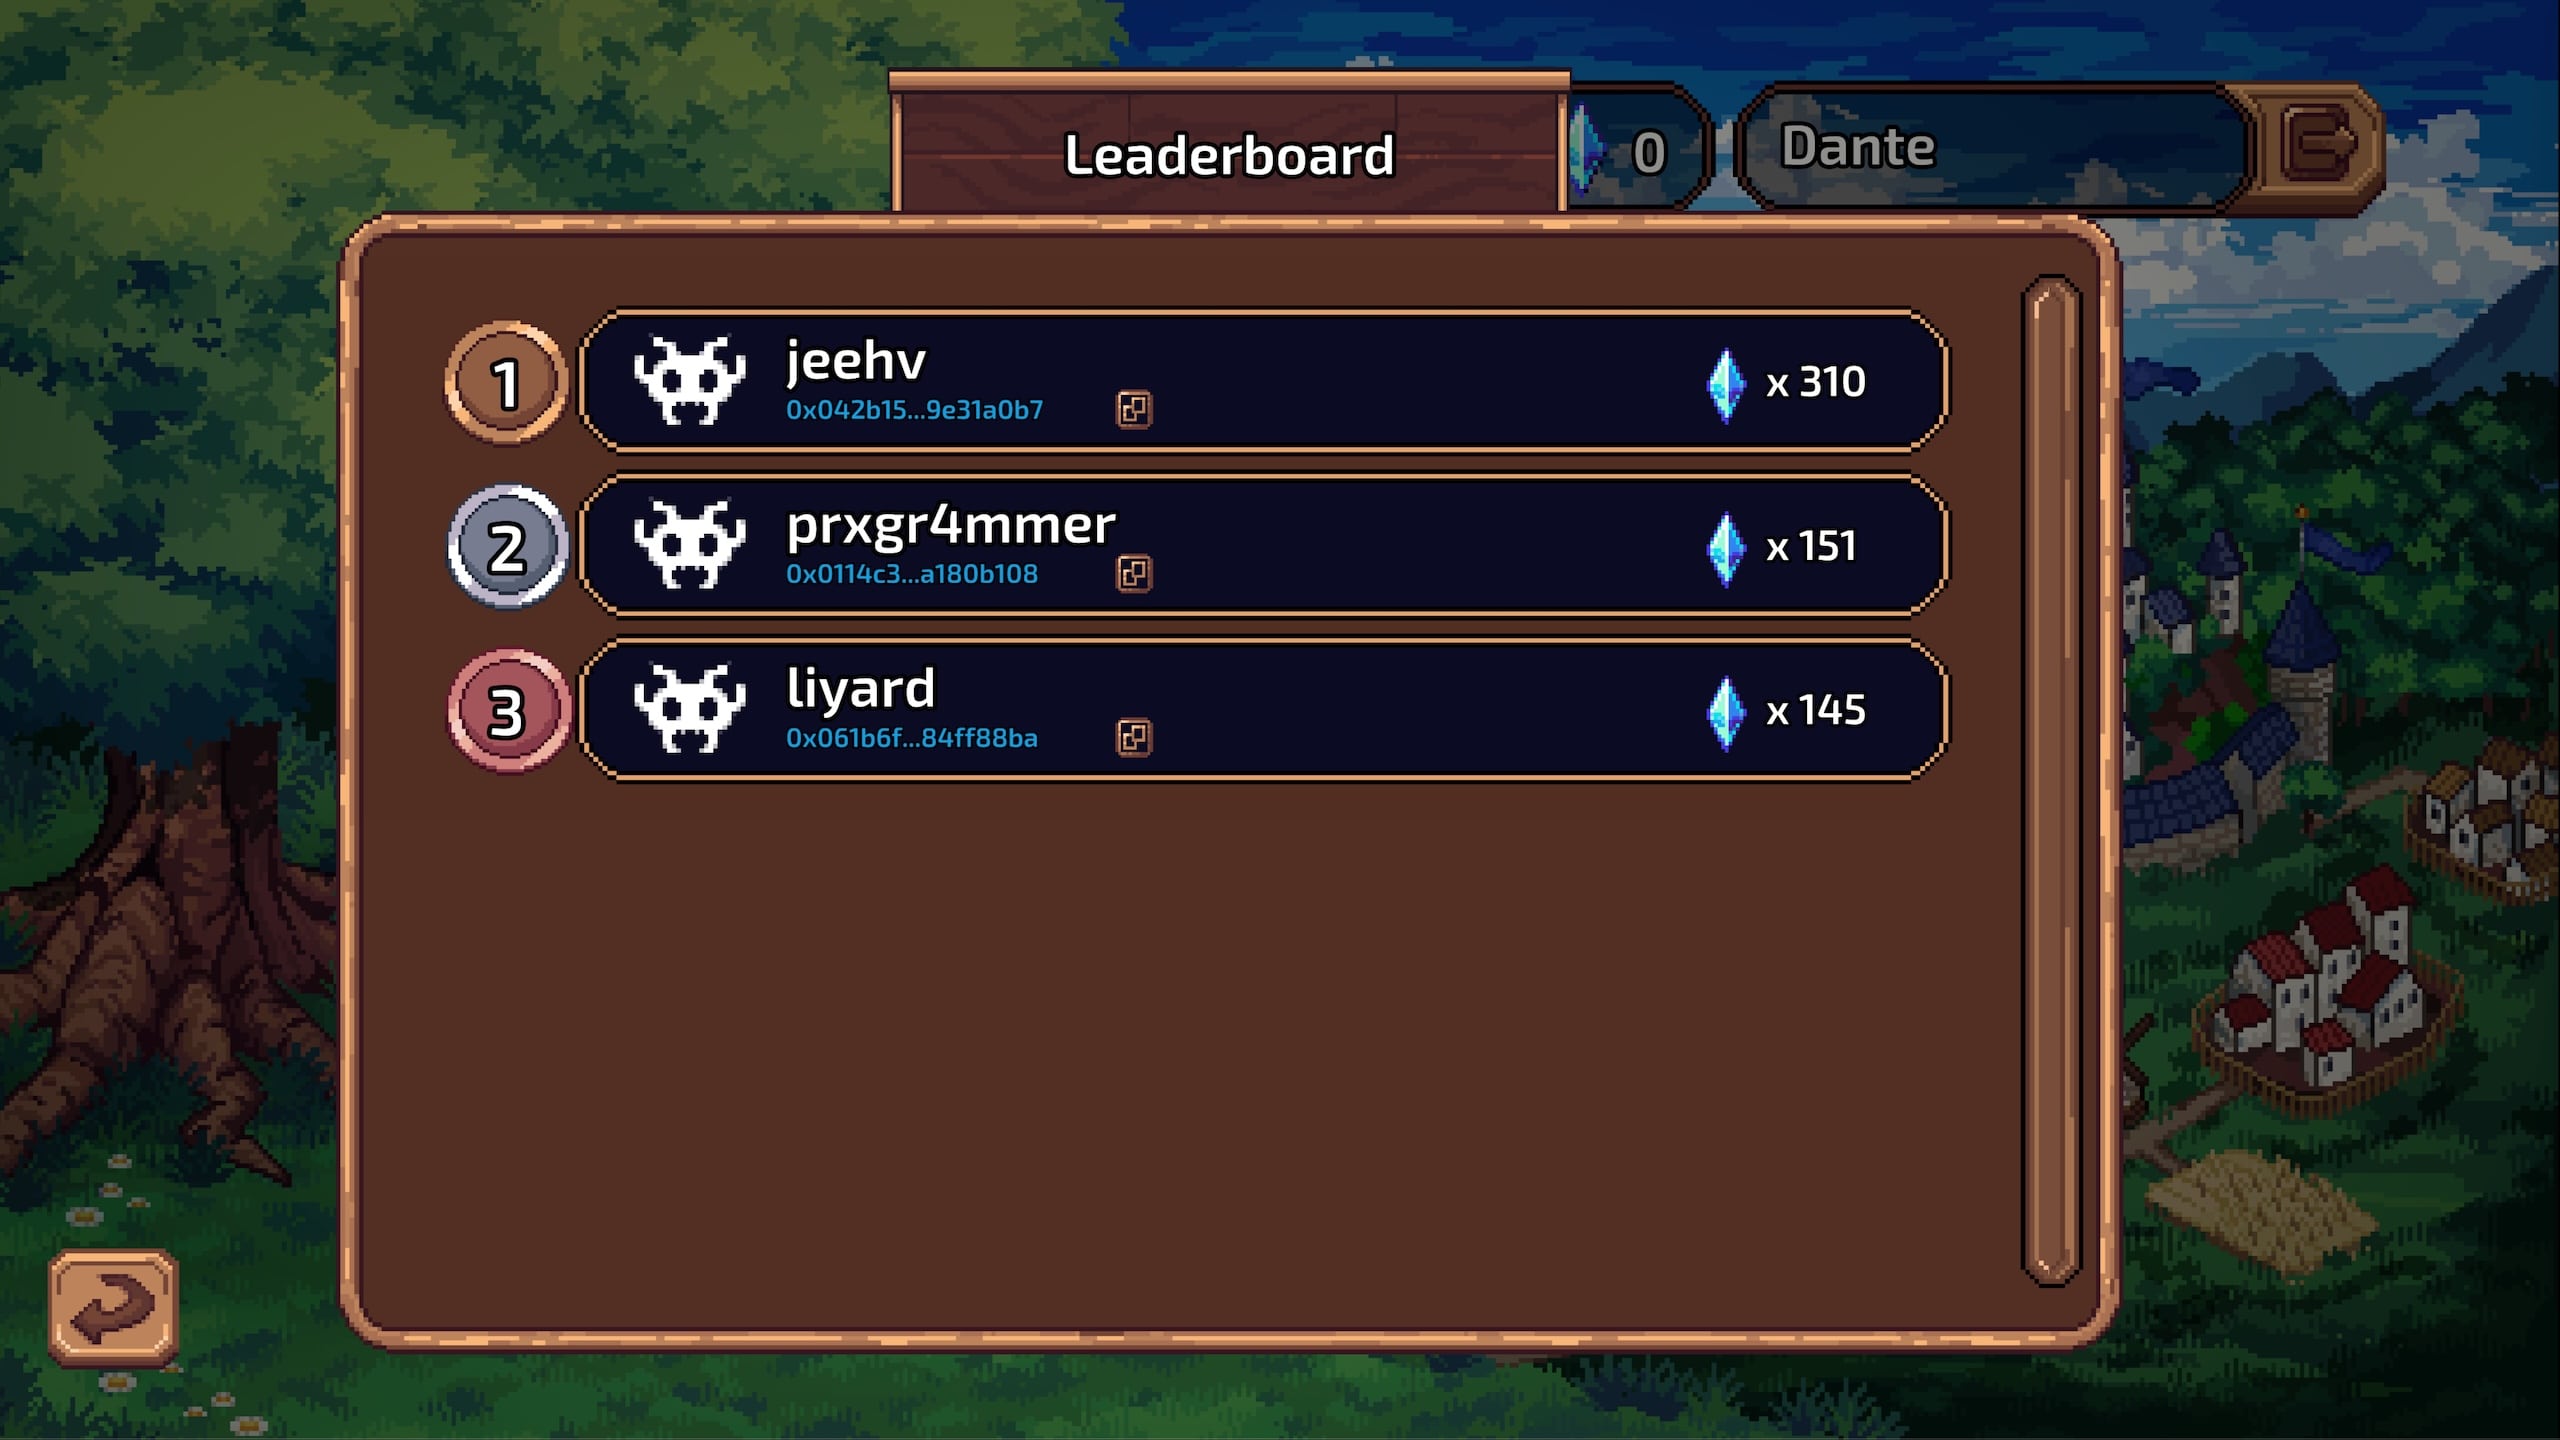 Leaderboard
0
Dante
1
jeehv
0x042b15...9e31a0b7
x 310
2
prxgr4mmer
0x0114c3...a180b108
x 151
3
liyard
0x061b6f...84ff88ba
x 145